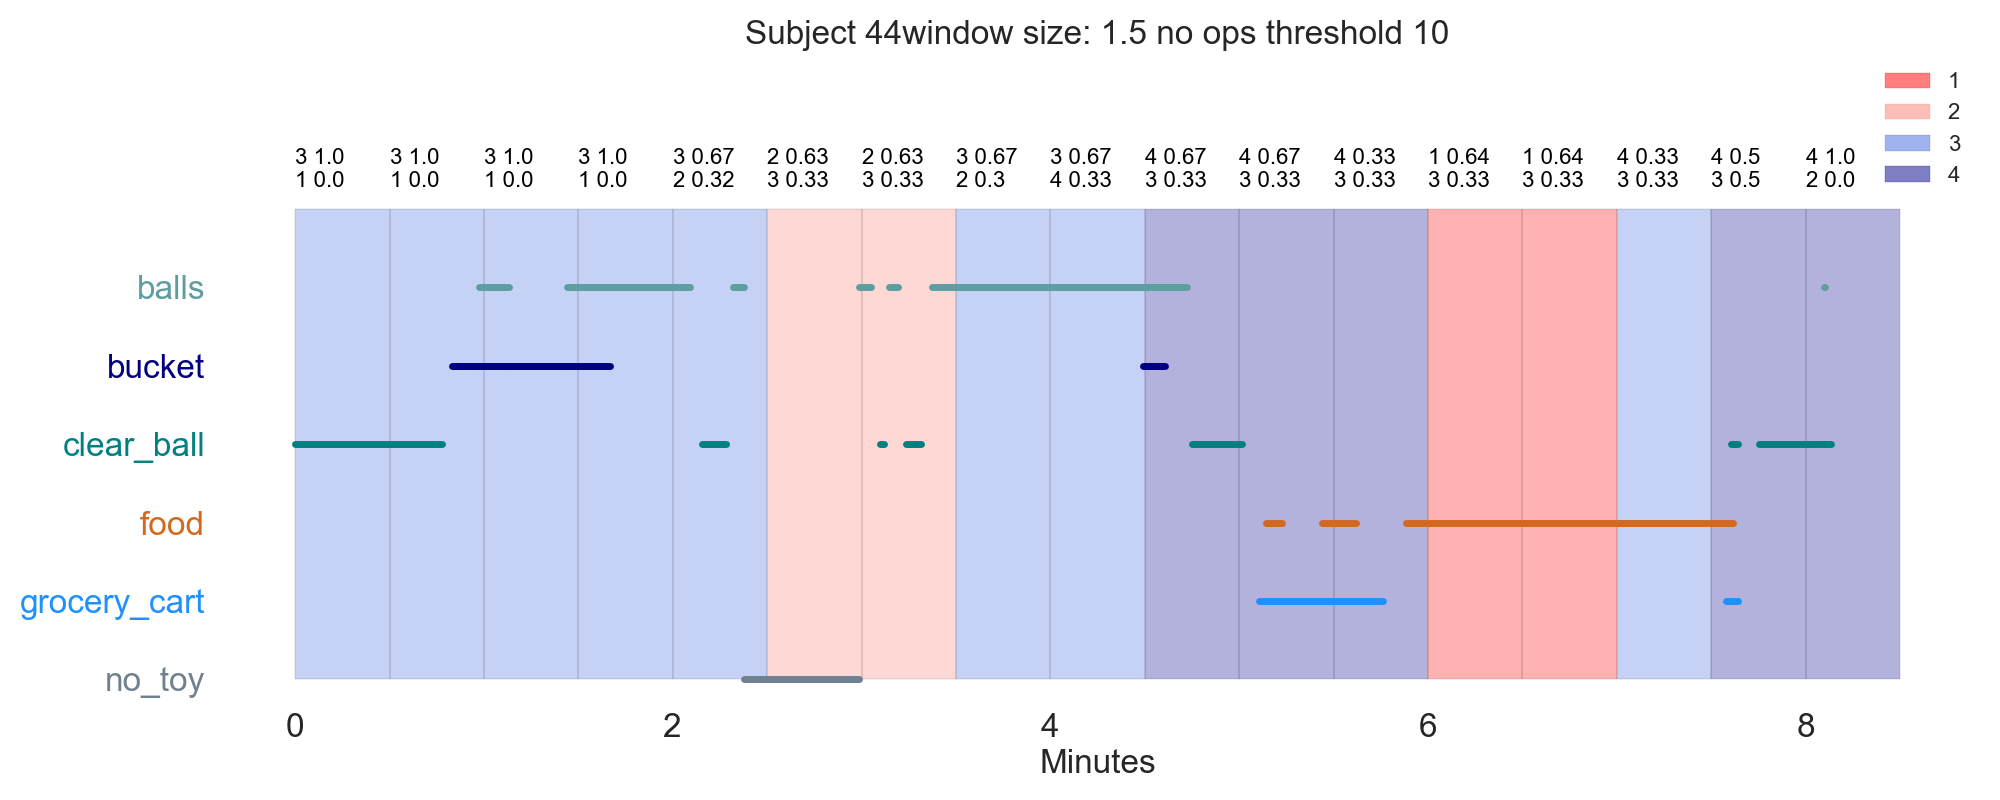 Subject 44window size: 1.5 no ops threshold 10
1
2
3
4
3 1.0 3 1.0 3 1.0 3 1.0 3 0.67 2 0.63 2 0.63 3 0.67 3 0.67 4 0.67 4 0.67 4 0.33 1 0.64 1 0.64 4 0.33 4 0.5 4 1.0
1 0.0 1 0.0 1 0.0 1 0.0 2 0.32 3 0.33 3 0.33 2 0.3 4 0.33 3 0.33 3 0.33 3 0.33 3 0.33 3 0.33 3 0.33 3 0.5 2 0.0
balls
bucket
clear_ball
food
grocery_cart
no_toy
0 2 4 6 8
Minutes